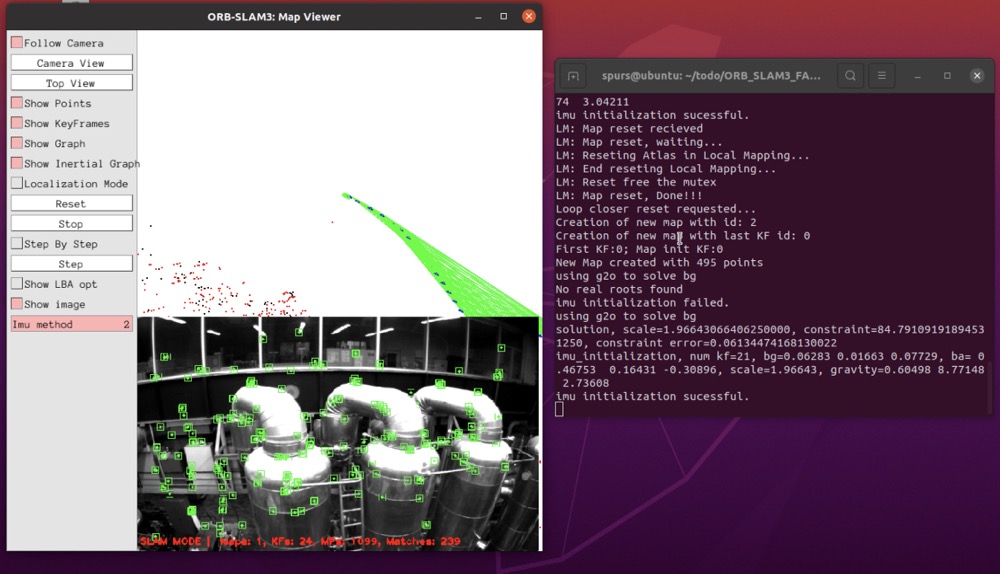 ORB-SLAM3: Map Viewer
Follow Camera
Camera View
Top View
Show Points
Show KeyFrames
Show Graph
Show Inertial Graph
Localization Mode
Reset
Stop
Step By Step
Step
Show LBA opt
Show image
Imu method 2
SLAM MODE | Maps: 1, KFs: 24, MPs: 1099, Matches: 239
spurs@ubuntu: ~/todo/ORB_SLAM3_FA...
74 3.04211
imu initialization sucessful.
LM: Map reset recieved
LM: Map reset, waiting...
LM: Reseting Atlas in Local Mapping...
LM: End reseting Local Mapping...
LM: Reset free the mutex
LM: Map reset, Done!!!
Loop closer reset requested...
Creation of new map with id: 2
Creation of new map with last KF id: 0
First KF:0; Map init KF:0
New Map created with 495 points
using g2o to solve bg
No real roots found
imu initialization failed.
using g2o to solve bg
solution, scale=1.96643066406250000, constraint=84.7910919189453
1250, constraint error=0.06134474168130022
imu_initialization, num kf=21, bg=0.06283 0.01663 0.07729, ba= 0
.46753 0.16431 -0.30896, scale=1.96643, gravity=0.60498 8.77148
2.73608
imu initialization sucessful.